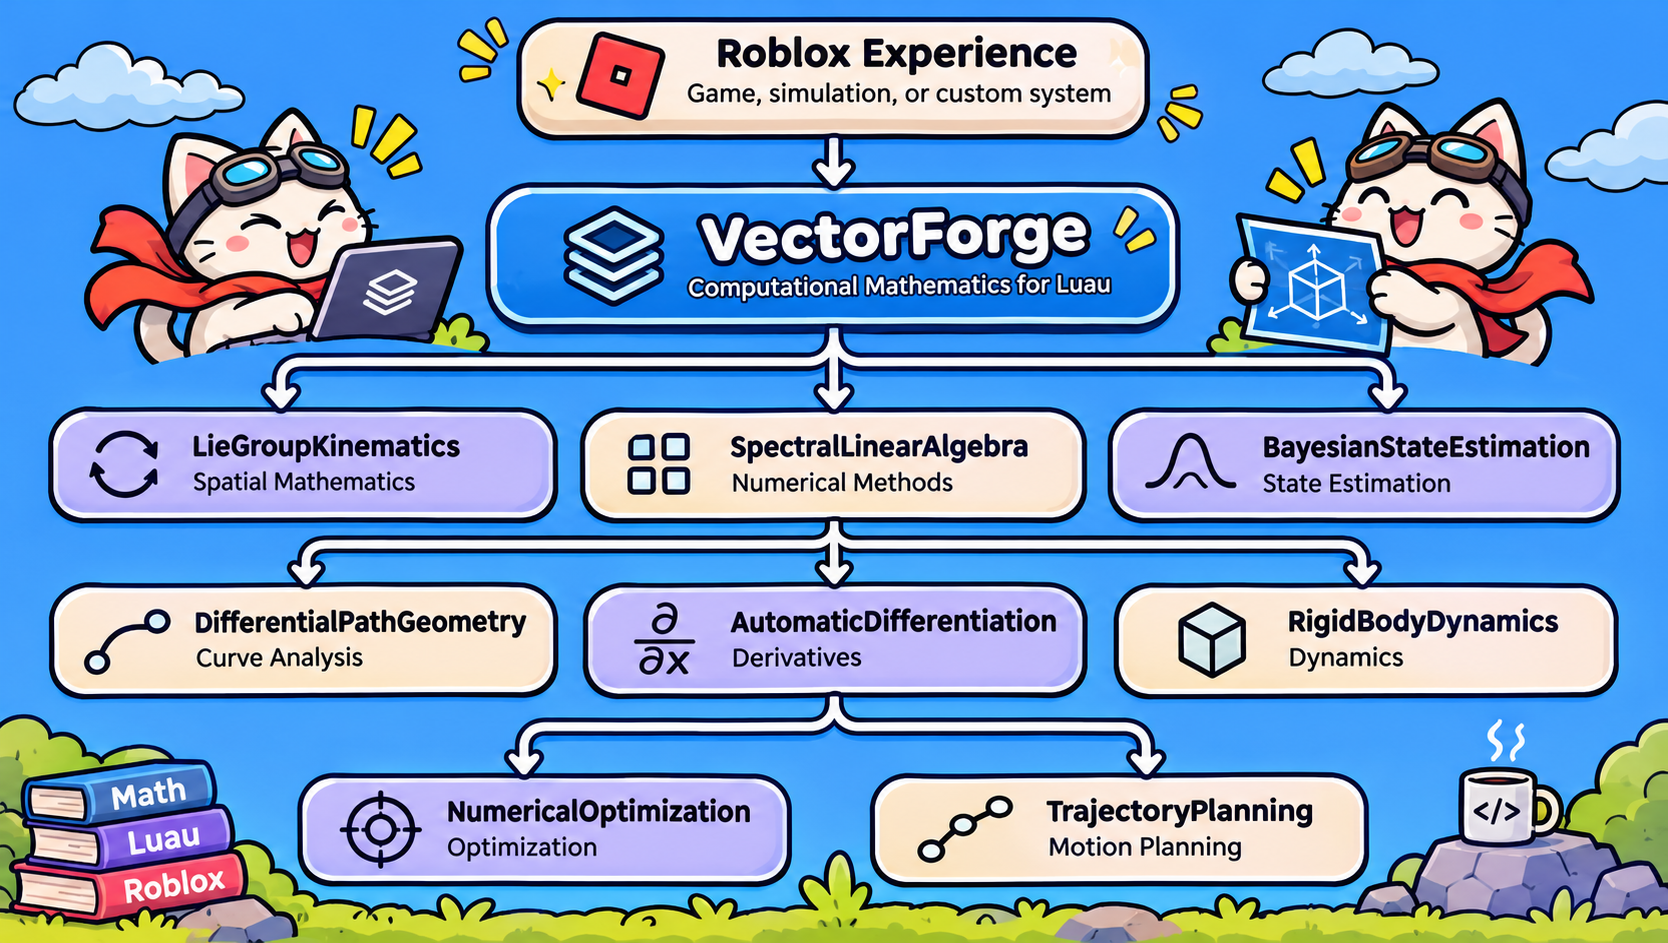 Roblox Experience
Game, simulation, or custom system
VectorForge
Computational Mathematics for Luau
LieGroupKinematics
Spatial Mathematics
SpectralLinearAlgebra
Numerical Methods
BayesianStateEstimation
State Estimation
DifferentialPathGeometry
Curve Analysis
∂
∂x
AutomaticDifferentiation
Derivatives
RigidBodyDynamics
Dynamics
NumericalOptimization
Optimization
TrajectoryPlanning
Motion Planning
Math
Luau
Roblox
</>